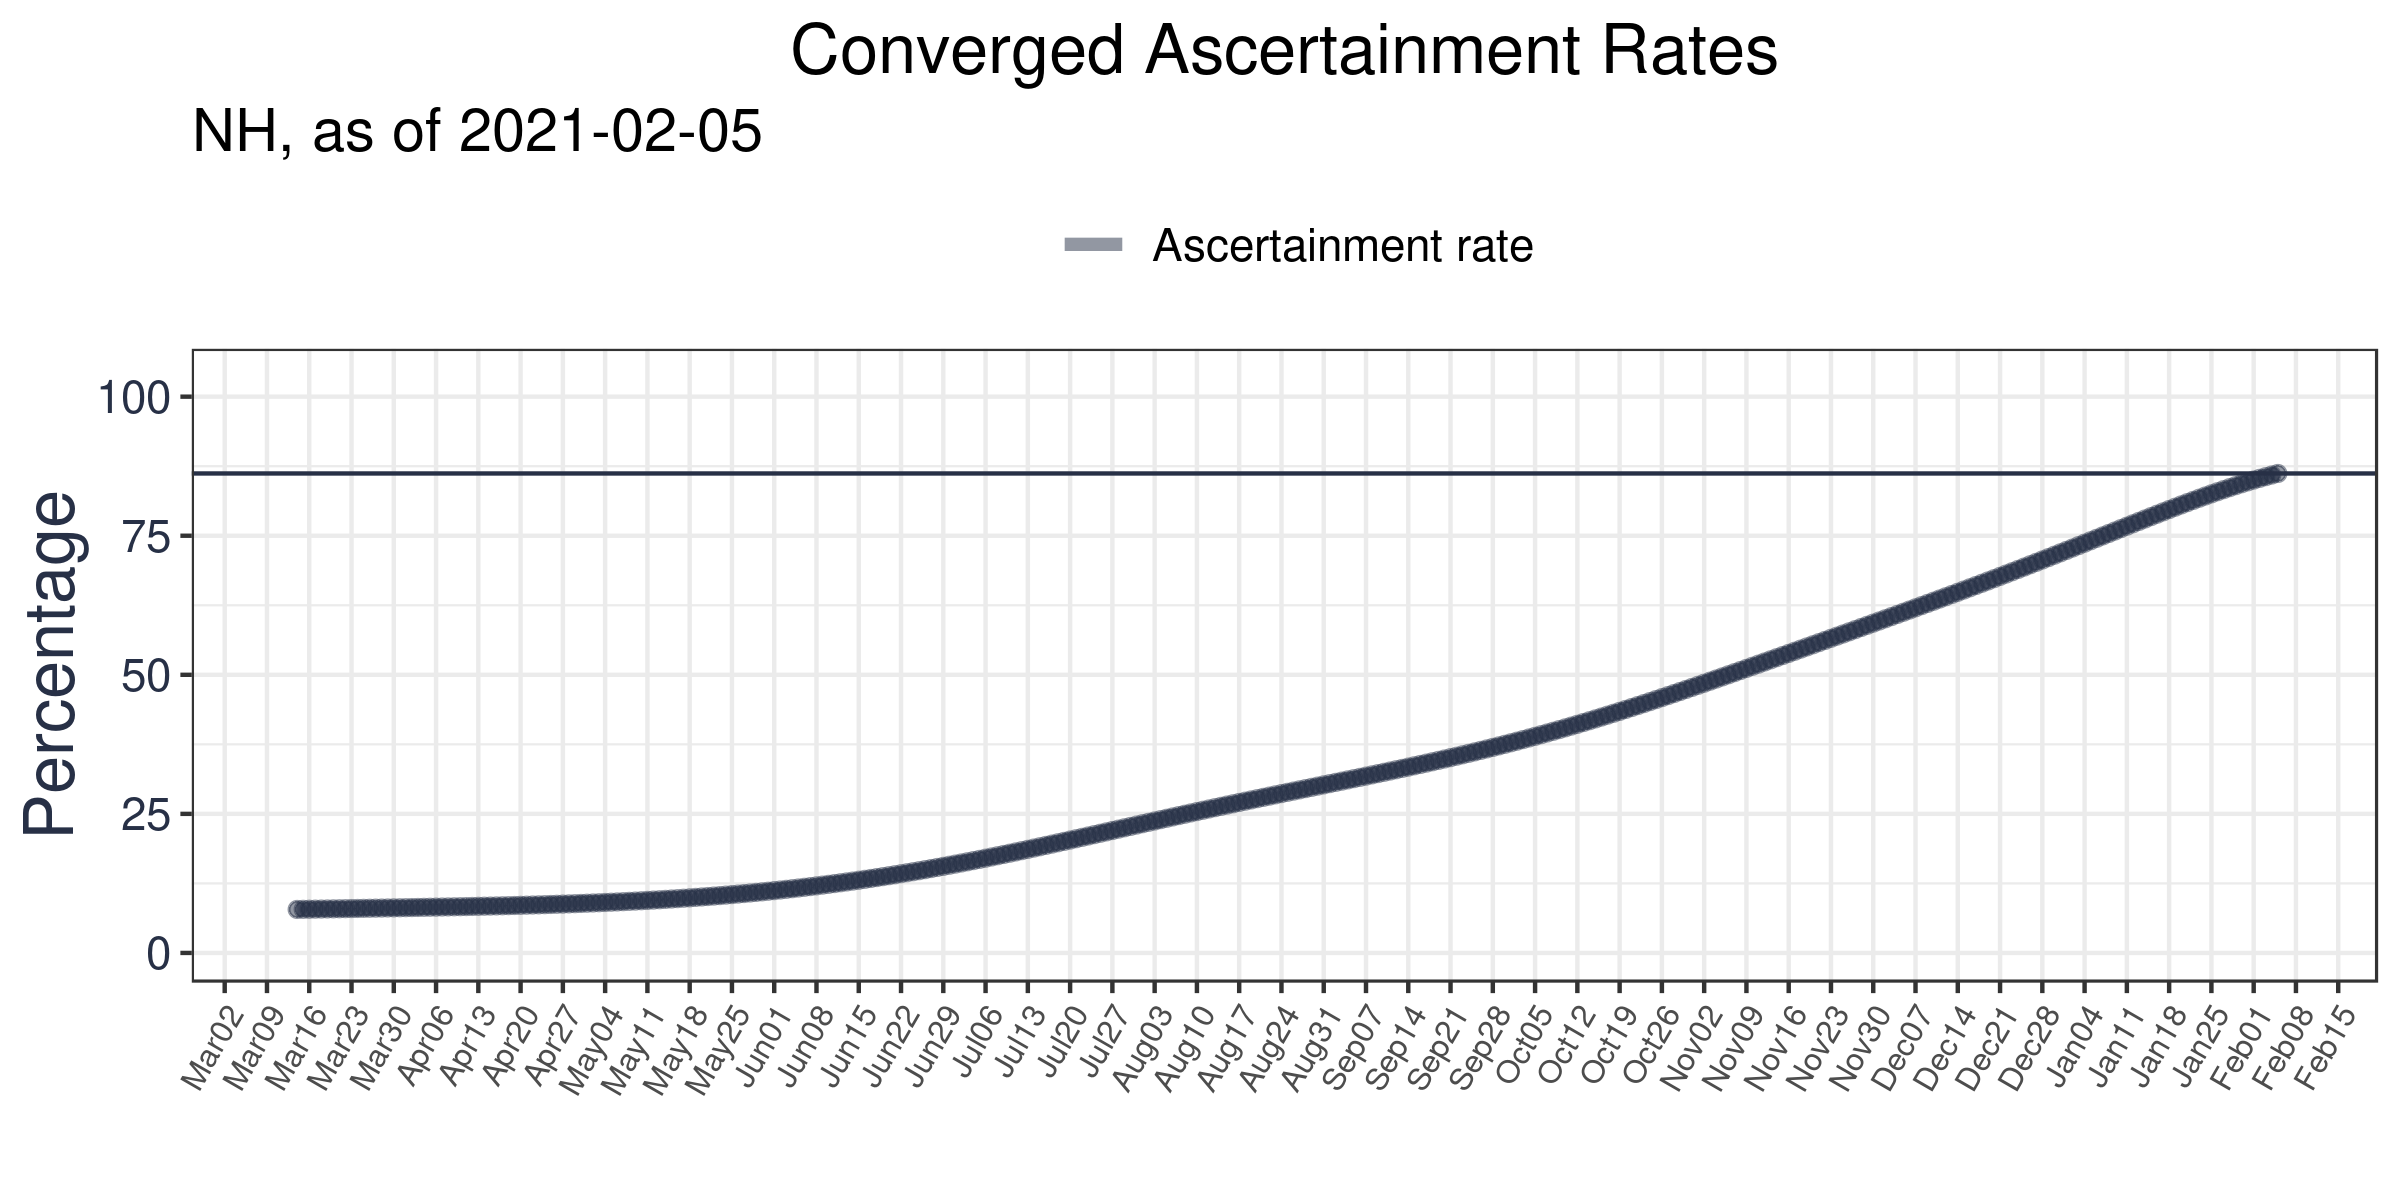 Converged Ascertainment Rates
NH, as of 2021-02-05
Ascertainment rate
Percentage
100
75
50
25
0
Mar02
Mar09
Mar16
Mar23
Mar30
Apr06
Apr13
Apr20
Apr27
May04
May11
May18
May25
Jun01
Jun08
Jun15
Jun22
Jun29
Jul06
Jul13
Jul20
Jul27
Aug03
Aug10
Aug17
Aug24
Aug31
Sep07
Sep14
Sep21
Sep28
Oct05
Oct12
Oct19
Oct26
Nov02
Nov09
Nov16
Nov23
Nov30
Dec07
Dec14
Dec21
Dec28
Jan04
Jan11
Jan18
Jan25
Feb01
Feb08
Feb15